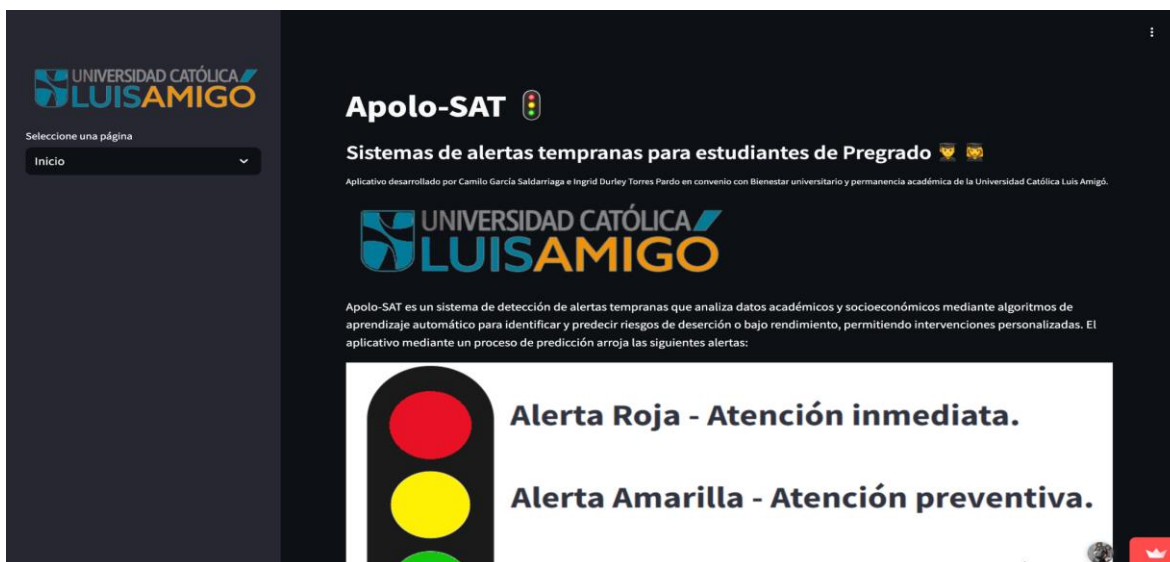 UNIVERSIDAD CATÓLICA
LUISAMIGO
Seleccione una página
Inicio
Apolo-SAT
Sistemas de alertas tempranas para estudiantes de Pregrado
Aplicativo desarrollado por Camilo García Saldarriaga e Ingrid Durley Torres Pardo en convenio con Bienestar universitario y permanencia académica de la Universidad Católica Luis Amigó.
UNIVERSIDAD CATÓLICA
LUISAMIGO
Apolo-SAT es un sistema de detección de alertas tempranas que analiza datos académicos y socioeconómicos mediante algoritmos de
aprendizaje automático para identificar y predecir riesgos de deserción o bajo rendimiento, permitiendo intervenciones personalizadas. El
aplicativo mediante un proceso de predicción arroja las siguientes alertas:
Alerta Roja - Atención inmediata.
Alerta Amarilla - Atención preventiva.